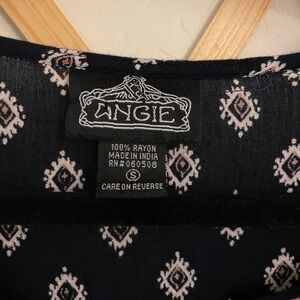 ANGIE
100% RAYON
MADE IN INDIA
RN#060508
S
CARE ON REVERSE